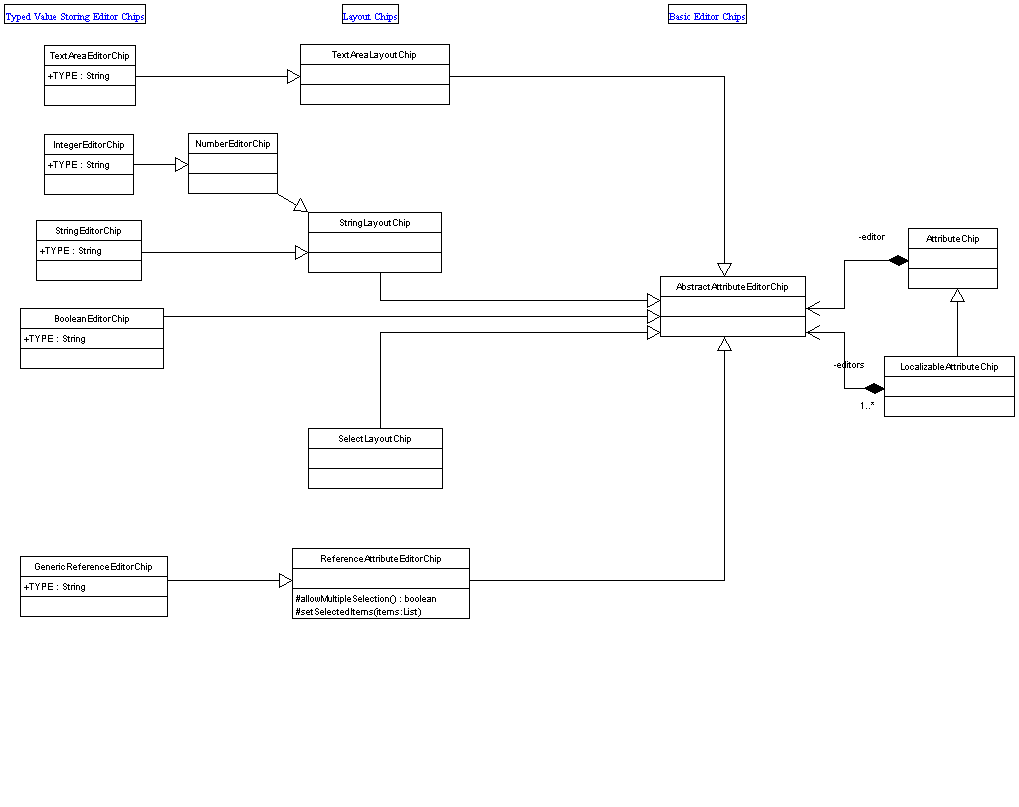 Typed Value Storing Editor Chips
Layout Chips
Basic Editor Chips
TextAreaEditorChip
+TYPE : String
TextAreaLayoutChip
IntegerEditorChip
+TYPE : String
NumberEditorChip
StringLayoutChip
StringEditorChip
+TYPE : String
-editor
AttributeChip
AbstractAttributeEditorChip
BooleanEditorChip
+TYPE : String
-editors
LocalizableAttributeChip
1..*
SelectLayoutChip
GenericReferenceEditorChip
+TYPE : String
ReferenceAttributeEditorChip
#allowMultipleSelection() : boolean
#setSelectedItems(items:List)